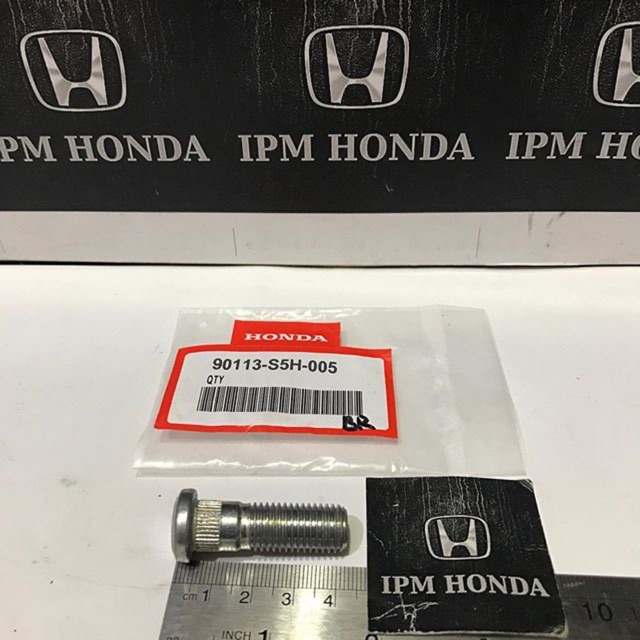 PM HONDA
IPM HONDA
IPM HO
HONDA
90113-S5H-005
QTY
BR
IPM HONDA
cm 1 2 3 4 10
INCH 1